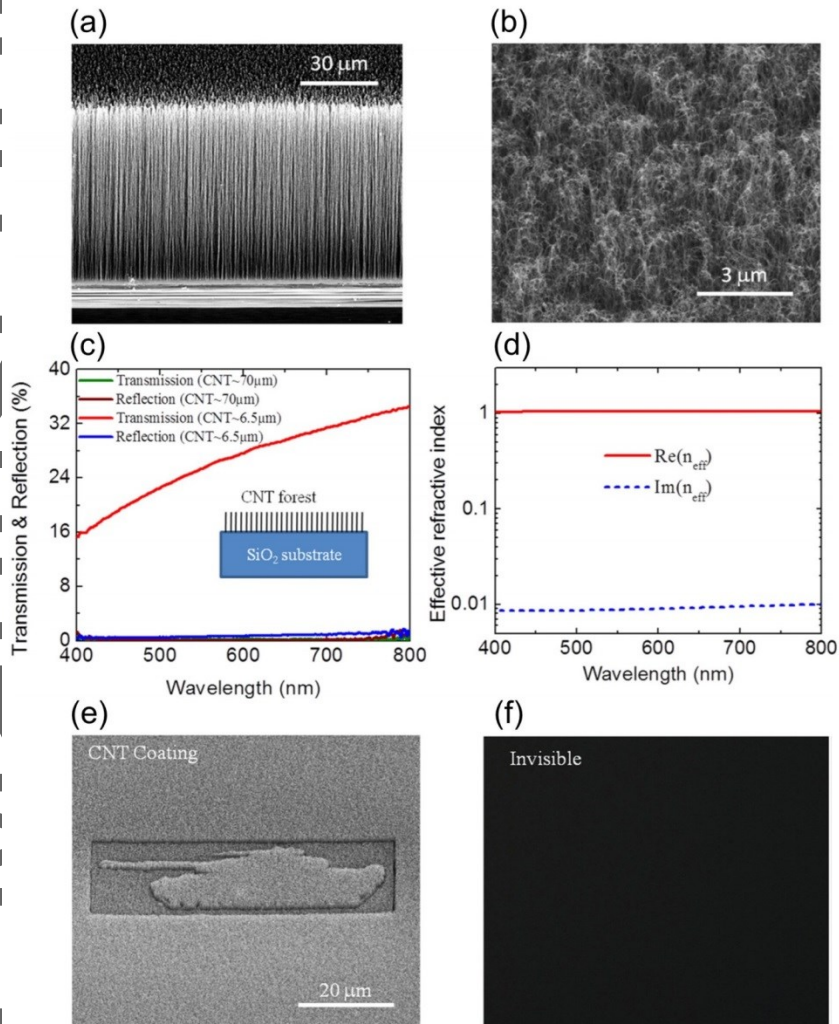 (a)
30 μm
(b)
3 μm
(c)
Transmission & Reflection (%)
40
32
24
16
8
0
Transmission (CNT~70μm)
Reflection (CNT~70μm)
Transmission (CNT~6.5μm)
Reflection (CNT~6.5μm)
CNT forest
SiO₂ substrate
400 500 600 700 800
Wavelength (nm)
(d)
Effective refractive index
1
0.1
0.01
Re(n_eff)
Im(n_eff)
400 500 600 700 800
Wavelength (nm)
(e)
CNT Coating
20 μm
(f)
Invisible